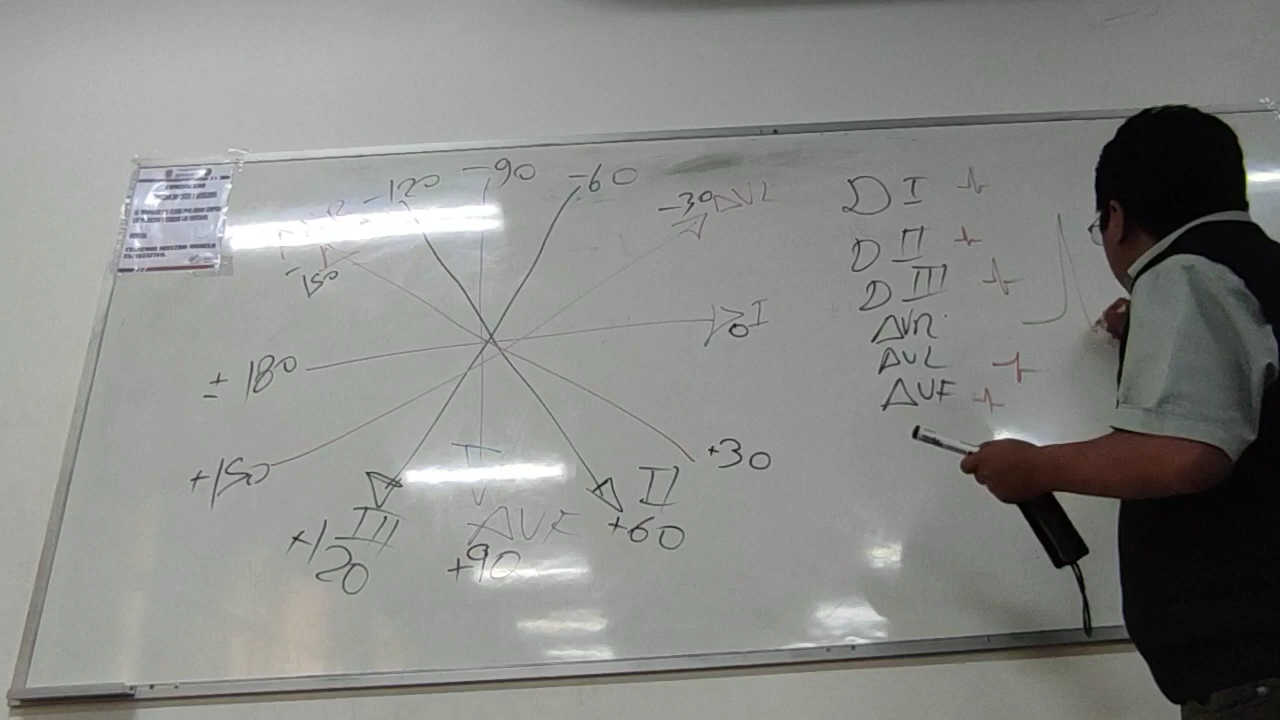 -120
-90
-60
-30 AVL
AVR
-150
0 I
± 180
+150
+30
II
+60
III
+120
AVF
+90
D I
D II
D III
AVR
AVL
AVF